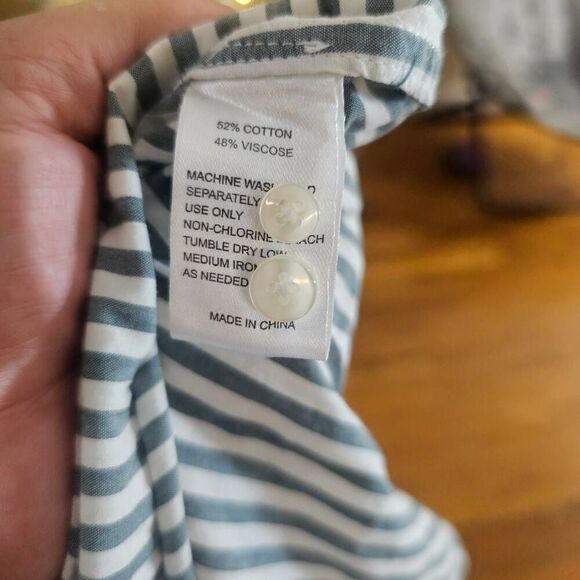 52% COTTON
48% VISCOSE
MACHINE WASH
SEPARATELY
USE ONLY
NON-CHLORINE
TUMBLE DRY LOW
MEDIUM IRON
AS NEEDED
MADE IN CHINA